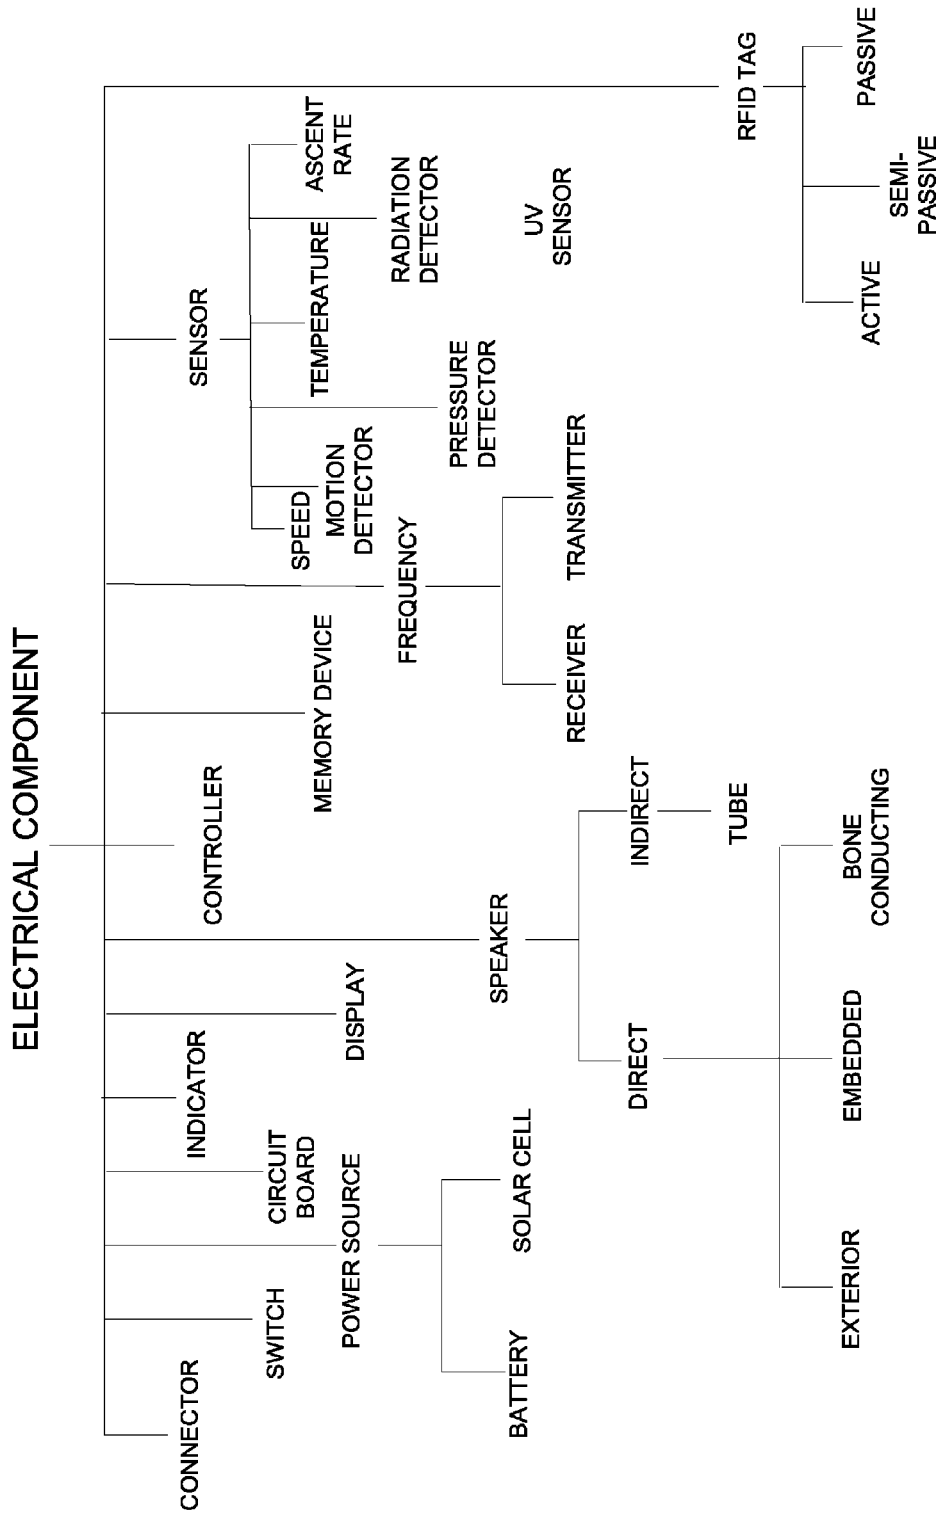 ELECTRICAL COMPONENT
CONNECTOR
SWITCH
POWER SOURCE
BATTERY
SOLAR CELL
CIRCUIT
BOARD
INDICATOR
DISPLAY
SPEAKER
DIRECT
EXTERIOR
EMBEDDED
BONE
CONDUCTING
INDIRECT
TUBE
CONTROLLER
MEMORY DEVICE
FREQUENCY
RECEIVER
TRANSMITTER
SENSOR
SPEED
MOTION
DETECTOR
PRESSURE
DETECTOR
TEMPERATURE
RADIATION
DETECTOR
UV
SENSOR
ASCENT
RATE
RFID TAG
ACTIVE
SEMI-
PASSIVE
PASSIVE